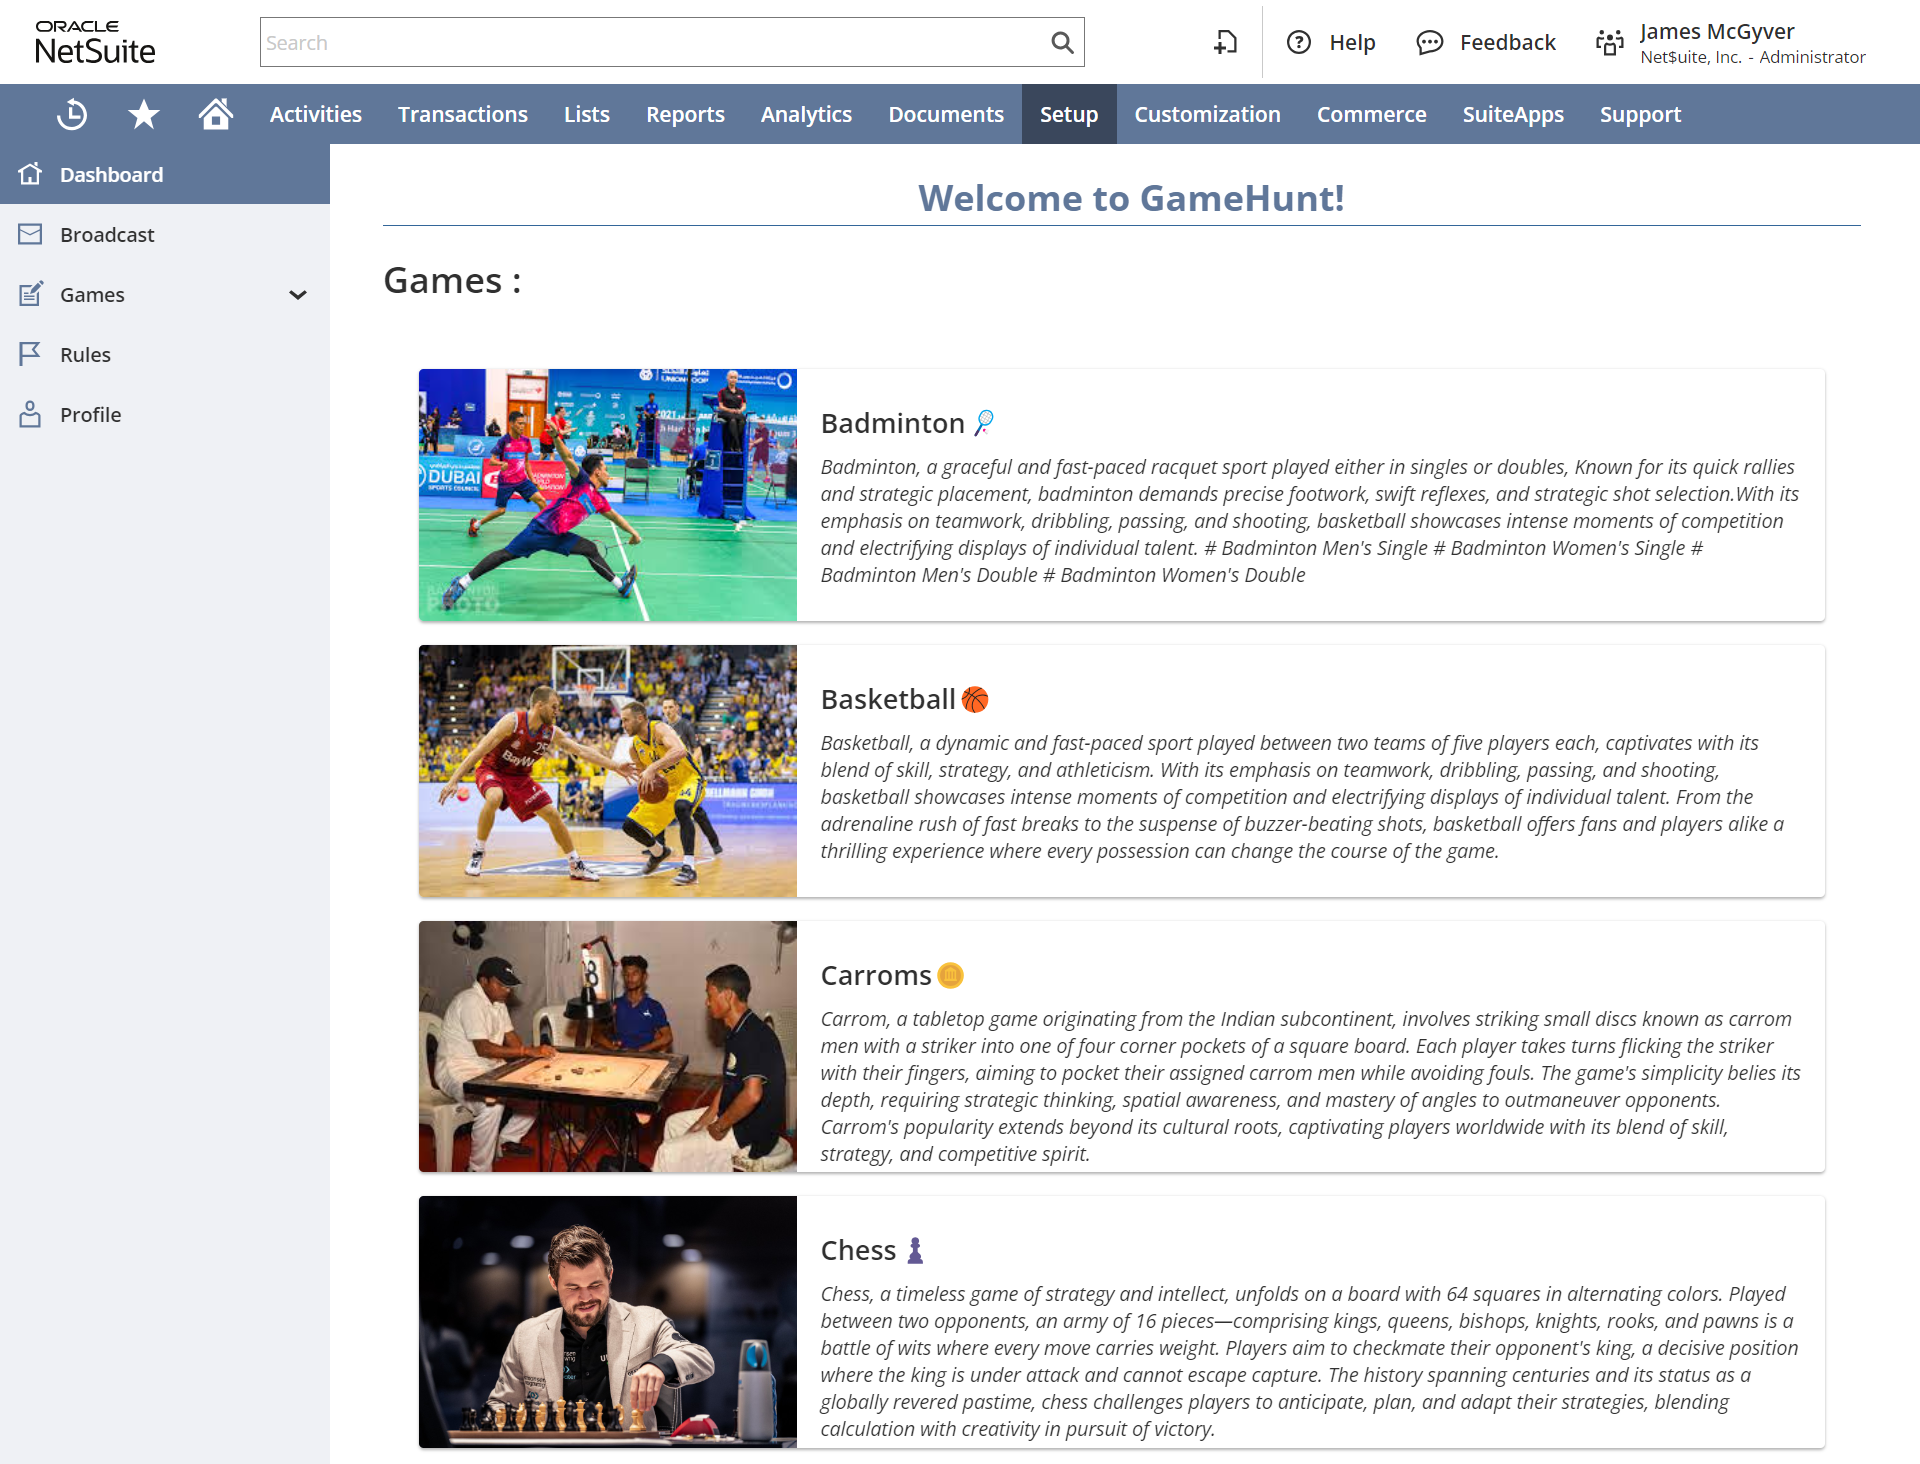 ORACLE
NetSuite
Search
Help
Feedback
James McGyver
Net$uite, Inc. - Administrator
Activities
Transactions
Lists
Reports
Analytics
Documents
Setup
Customization
Commerce
SuiteApps
Support
Dashboard
Broadcast
Games
Rules
Profile
Welcome to GameHunt!
Games :
UNION COOP
2021
DUBAI
SPORTS COUNCIL
BADMINTON
PHOTO
Badminton
Badminton, a graceful and fast-paced racquet sport played either in singles or doubles, Known for its quick rallies
and strategic placement, badminton demands precise footwork, swift reflexes, and strategic shot selection.With its
emphasis on teamwork, dribbling, passing, and shooting, basketball showcases intense moments of competition
and electrifying displays of individual talent. # Badminton Men's Single # Badminton Women's Single #
Badminton Men's Double # Badminton Women's Double
25
BayW
44
HELLMANN GMBH
Basketball
Basketball, a dynamic and fast-paced sport played between two teams of five players each, captivates with its
blend of skill, strategy, and athleticism. With its emphasis on teamwork, dribbling, passing, and shooting,
basketball showcases intense moments of competition and electrifying displays of individual talent. From the
adrenaline rush of fast breaks to the suspense of buzzer-beating shots, basketball offers fans and players alike a
thrilling experience where every possession can change the course of the game.
8
Carroms
Carrom, a tabletop game originating from the Indian subcontinent, involves striking small discs known as carrom
men with a striker into one of four corner pockets of a square board. Each player takes turns flicking the striker
with their fingers, aiming to pocket their assigned carrom men while avoiding fouls. The game's simplicity belies its
depth, requiring strategic thinking, spatial awareness, and mastery of angles to outmaneuver opponents.
Carrom's popularity extends beyond its cultural roots, captivating players worldwide with its blend of skill,
strategy, and competitive spirit.
Chess
Chess, a timeless game of strategy and intellect, unfolds on a board with 64 squares in alternating colors. Played
between two opponents, an army of 16 pieces—comprising kings, queens, bishops, knights, rooks, and pawns is a
battle of wits where every move carries weight. Players aim to checkmate their opponent's king, a decisive position
where the king is under attack and cannot escape capture. The history spanning centuries and its status as a
globally revered pastime, chess challenges players to anticipate, plan, and adapt their strategies, blending
calculation with creativity in pursuit of victory.